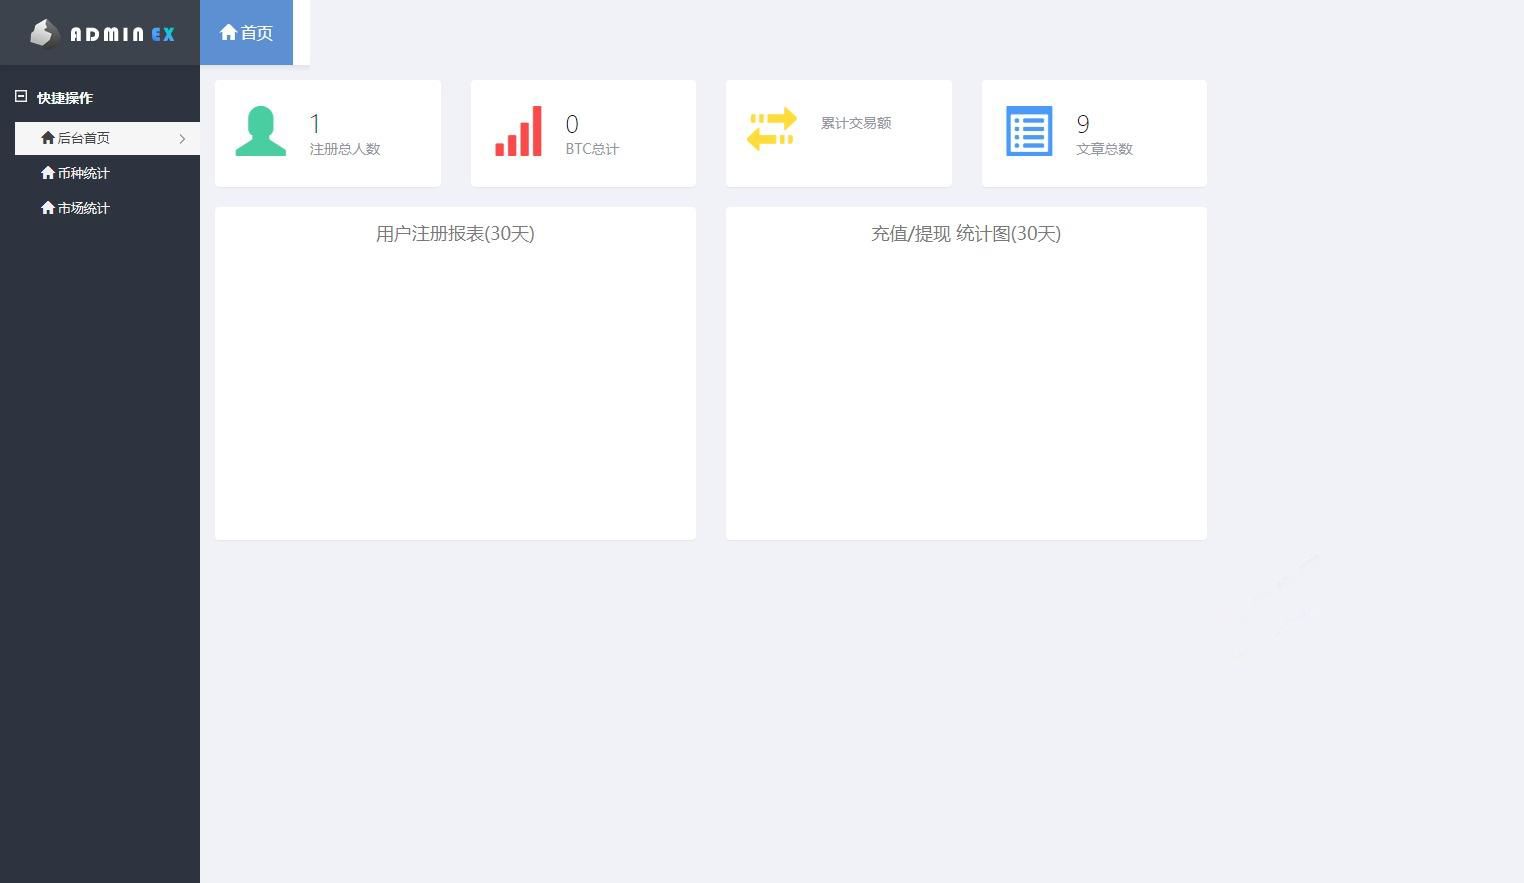 ADMIN EX
首页
快捷操作
后台首页
币种统计
市场统计
1
注册总人数
0
BTC总计
累计交易额
9
文章总数
用户注册报表(30天)
充值/提现 统计图(30天)